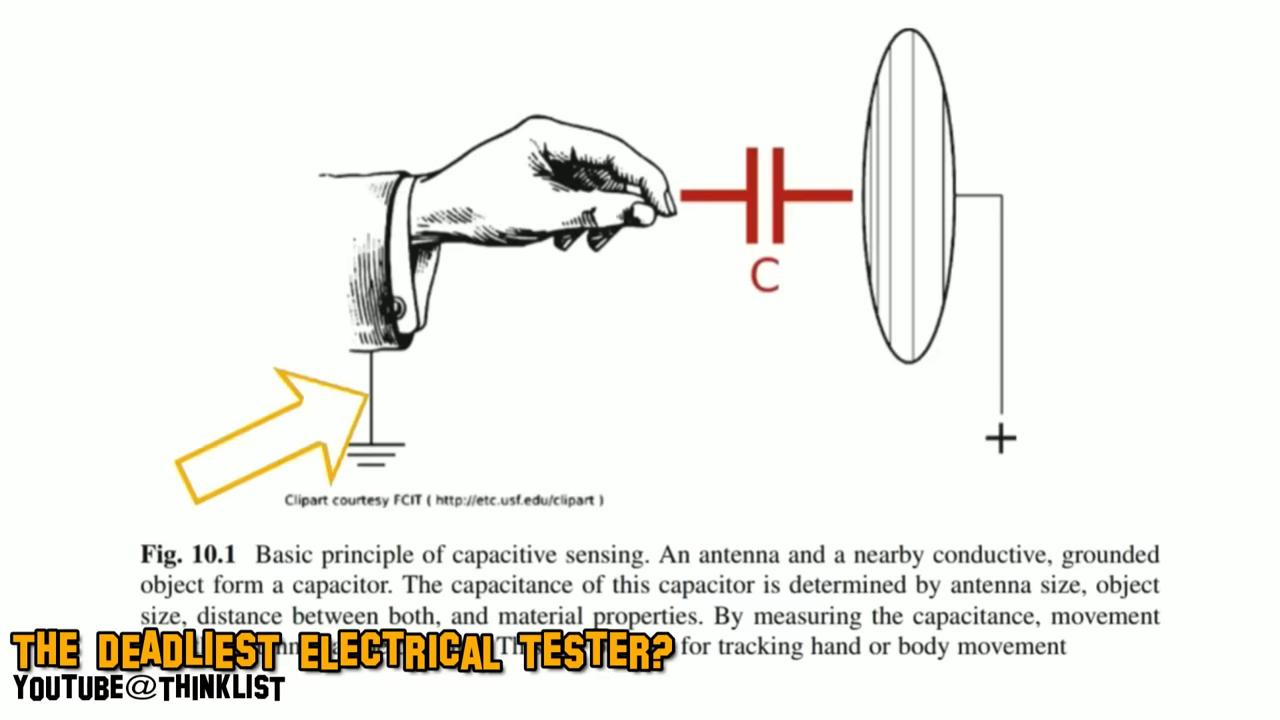 C
+
Clipart courtesy FCIT ( http://etc.usf.edu/clipart )
Fig. 10.1 Basic principle of capacitive sensing. An antenna and a nearby conductive, grounded
object form a capacitor. The capacitance of this capacitor is determined by antenna size, object
size, distance between both, and material properties. By measuring the capacitance, movement
for tracking hand or body movement
THE DEADLIEST ELECTRICAL TESTER?
YOUTUBE@THINKLIST